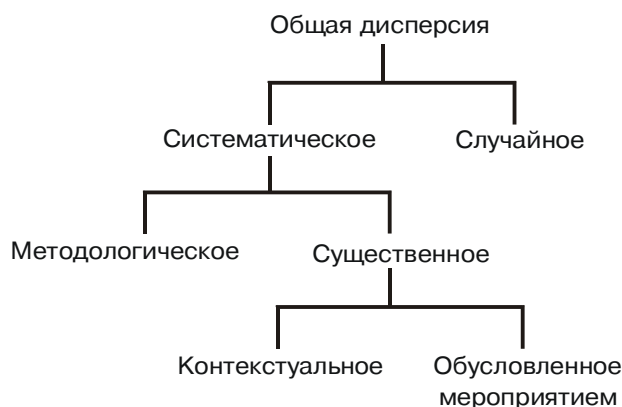 Общая дисперсия
Систематическое
Случайное
Методологическое
Существенное
Контекстуальное
Обусловленное
мероприятием